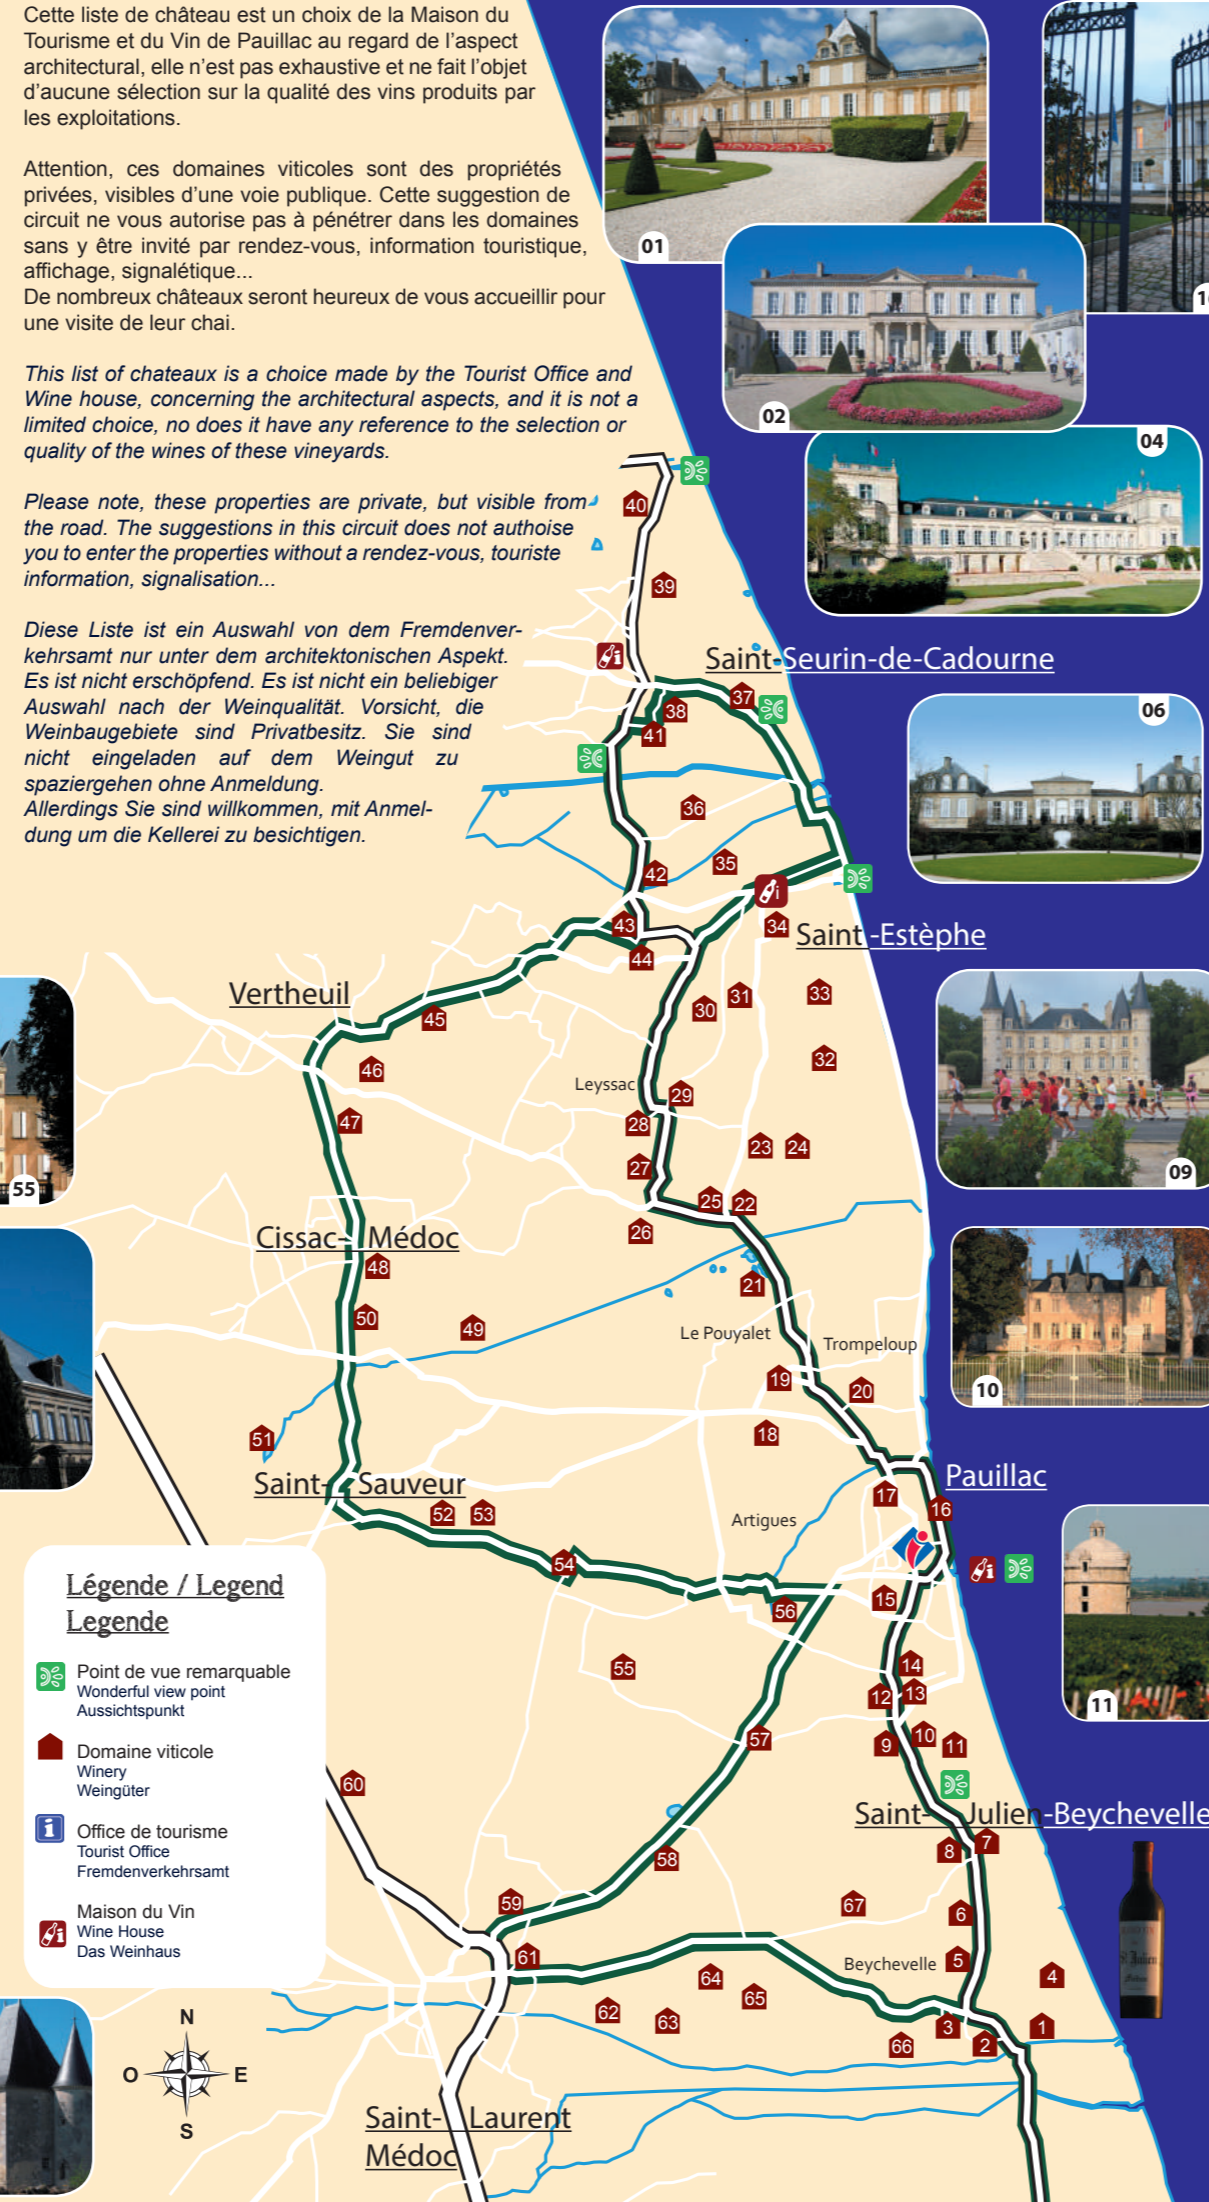 Cette liste de château est un choix de la Maison du
Tourisme et du Vin de Pauillac au regard de l'aspect
architectural, elle n'est pas exhaustive et ne fait l'objet
d'aucune sélection sur la qualité des vins produits par
les exploitations.
Attention, ces domaines viticoles sont des propriétés
privées, visibles d'une voie publique. Cette suggestion de
circuit ne vous autorise pas à pénétrer dans les domaines
sans y être invité par rendez-vous, information touristique,
affichage, signalétique...
De nombreux châteaux seront heureux de vous accueillir pour
une visite de leur chai.
This list of chateaux is a choice made by the Tourist Office and
Wine house, concerning the architectural aspects, and it is not a
limited choice, no does it have any reference to the selection or
quality of the wines of these vineyards.
Please note, these properties are private, but visible from
the road. The suggestions in this circuit does not authoise
you to enter the properties without a rendez-vous, touriste
information, signalisation...
Diese Liste ist ein Auswahl von dem Fremdenver-
kehrsamt nur unter dem architektonischen Aspekt.
Es ist nicht erschöpfend. Es ist nicht ein beliebiger
Auswahl nach der Weinqualität. Vorsicht, die
Weinbaugebiete sind Privatbesitz. Sie sind
nicht eingeladen auf dem Weingut zu
spaziergehen ohne Anmeldung.
Allerdings Sie sind willkommen, mit Anmel-
dung um die Kellerei zu besichtigen.
01
02
04
06
09
10
11
55
40
39
Saint-Seurin-de-Cadourne
37
38
41
36
35
42
43
34
Saint-Estèphe
44
Vertheuil
45
30
31
33
32
46
Leyssac
29
47
28
23
24
27
25
22
26
Cissac-Médoc
48
21
50
49
Le Pouyalet
Trompeloup
19
20
51
18
Saint-Sauveur
Pauillac
17
16
52
53
Artigues
54
15
56
55
14
12
13
57
9
10
11
60
Saint-Julien-Beychevelle
7
8
58
59
67
6
61
Beychevelle
5
64
4
65
62
63
3
1
66
2
Saint-Laurent
Médoc
Légende / Legend
Legende
Point de vue remarquable
Wonderful view point
Aussichtspunkt
Domaine viticole
Winery
Weingüter
i
Office de tourisme
Tourist Office
Fremdenverkehrsamt
Maison du Vin
Wine House
Das Weinhaus
N
O
E
S
St Julien